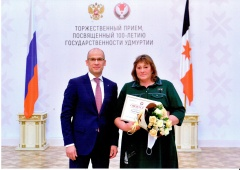 ТОРЖЕСТВЕННЫЙ ПРИЕМ,
ПОСВЯЩЕННЫЙ 100-ЛЕТИЮ
ГОСУДАРСТВЕННОСТИ УДМУРТИИ